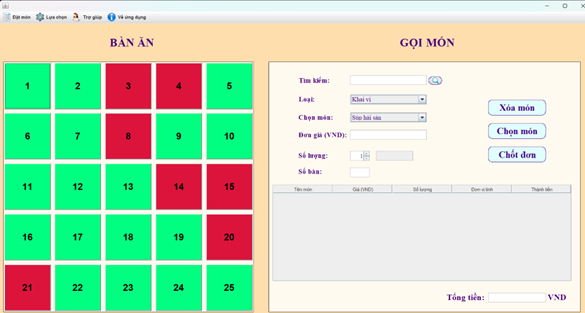 Đặt món Lựa chọn Trợ giúp Về ứng dụng
BÀN ĂN
1 2 3 4 5
6 7 8 9 10
11 12 13 14 15
16 17 18 19 20
21 22 23 24 25
GỌI MÓN
Tìm kiếm:
Loại: Khai vị
Chọn món: Súp hải sản
Đơn giá (VND):
Số lượng: 1
Số bàn:
Xóa món
Chọn món
Chốt đơn
Tên món Giá (VND) Số lượng Đơn vị tính Thành tiền
Tổng tiền: VND